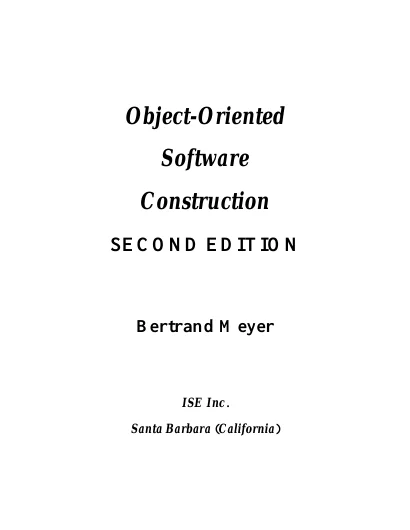 Object-Oriented
Software
Construction
SECOND EDITION
Bertrand Meyer
ISE Inc.
Santa Barbara (California)